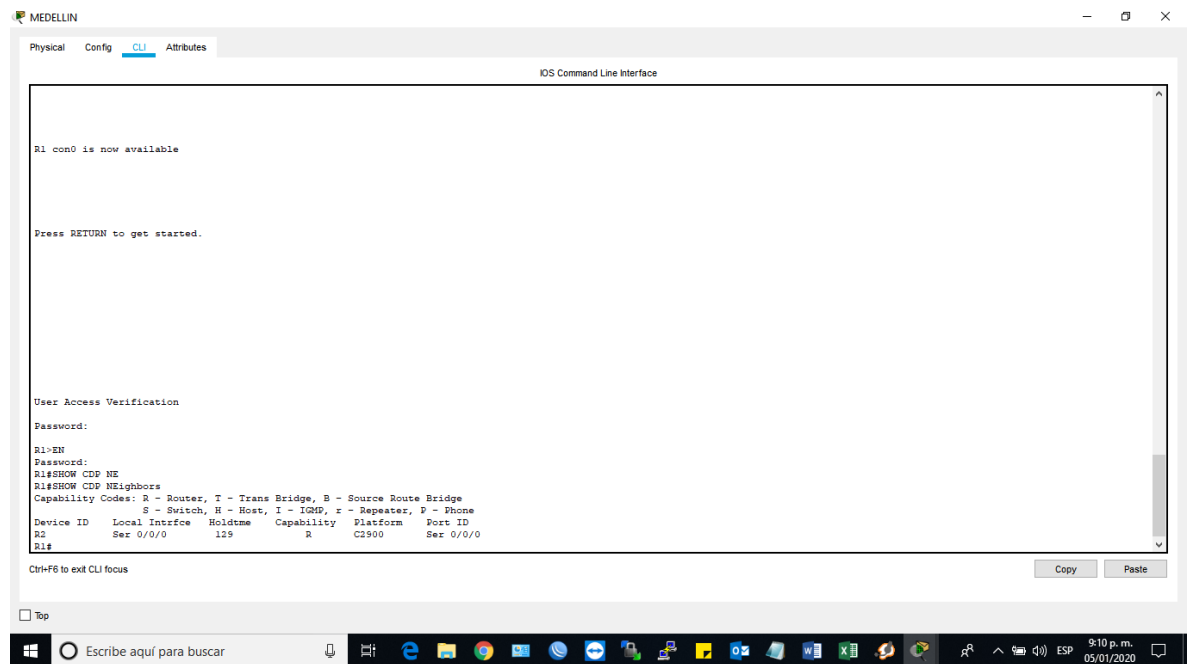 MEDELLIN
Physical Config CLI Attributes
IOS Command Line Interface
R1 con0 is now available
Press RETURN to get started.
User Access Verification
Password:
R1>EN
Password:
R1#SHOW CDP NE
R1#SHOW CDP NEighbors
Capability Codes: R - Router, T - Trans Bridge, B - Source Route Bridge
S - Switch, H - Host, I - IGMP, r - Repeater, P - Phone
Device ID Local Intrfce Holdtme Capability Platform Port ID
R2 Ser 0/0/0 129 R C2900 Ser 0/0/0
R1#
Ctrl+F6 to exit CLI focus
Copy Paste
Top
Escribe aquí para buscar
ESP
9:10 p. m.
05/01/2020